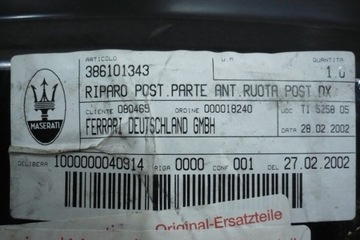 ARTICOLO U.M QUANTITA
386101343 1.0
RIPARO POST.PARTE ANT.RUOTA POST DX
CLIENTE 080469 ORDINE 000018240 UDC TI 5258 05
FERRARI DEUTSCHLAND GMBH DATA 28.02.2002
MASERATI
DELIBERA 1000000040914 RIGA 0000 CONF 001 DEL 27.02.2002
Original-Ersatzteile